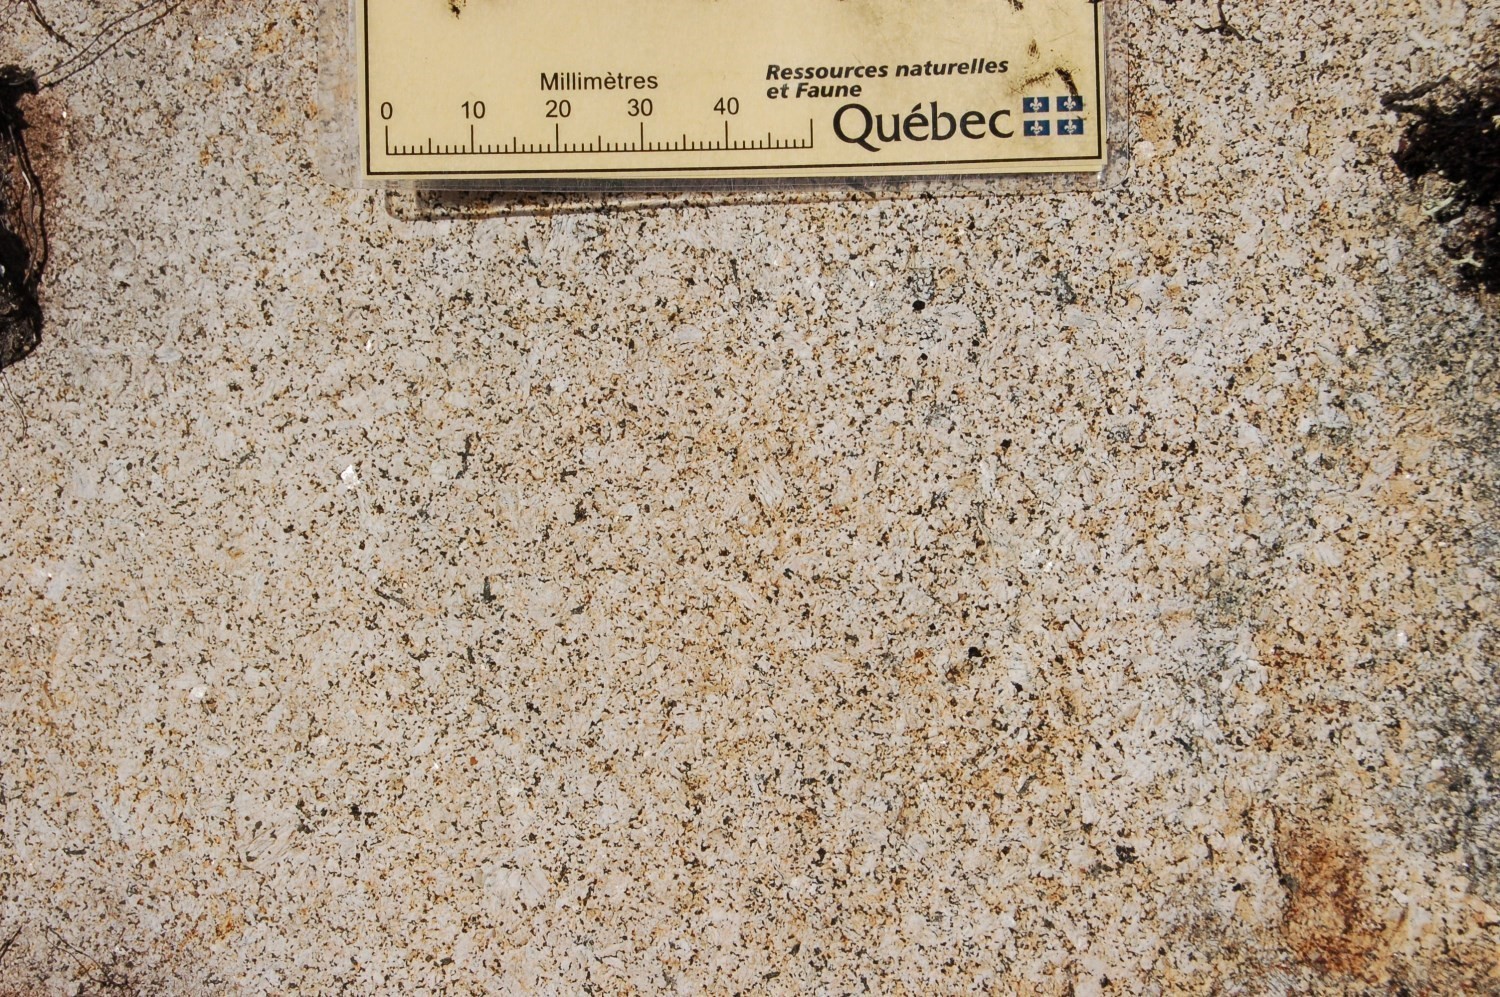 Millimètres
0 10 20 30 40
Ressources naturelles
et Faune
Québec